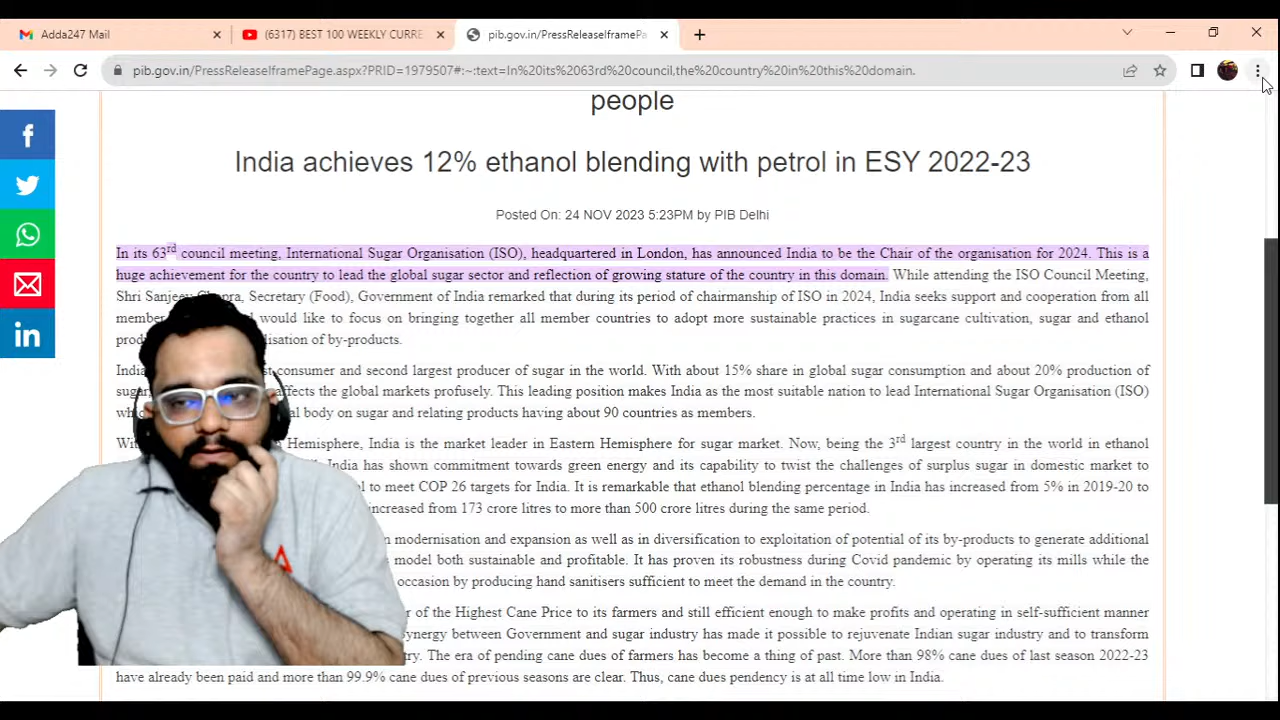 Adda247 Mail
(6317) BEST 100 WEEKLY CURRE
pib.gov.in/PressReleaseIframePa
pib.gov.in/PressReleaseIframePage.aspx?PRID=1979507#:~:text=In%20its%2063rd%20council,the%20country%20in%20this%20domain.
people
India achieves 12% ethanol blending with petrol in ESY 2022-23
Posted On: 24 NOV 2023 5:23PM by PIB Delhi
In its 63rd council meeting, International Sugar Organisation (ISO), headquartered in London, has announced India to be the Chair of the organisation for 2024. This is a
huge achievement for the country to lead the global sugar sector and reflection of growing stature of the country in this domain. While attending the ISO Council Meeting,
Shri Sanjeev Chopra, Secretary (Food), Government of India remarked that during its period of chairmanship of ISO in 2024, India seeks support and cooperation from all
member would like to focus on bringing together all member countries to adopt more sustainable practices in sugarcane cultivation, sugar and ethanol
of by-products.
India consumer and second largest producer of sugar in the world. With about 15% share in global sugar consumption and about 20% production of
affects the global markets profusely. This leading position makes India as the most suitable nation to lead International Sugar Organisation (ISO)
body on sugar and relating products having about 90 countries as members.
Hemisphere, India is the market leader in Eastern Hemisphere for sugar market. Now, being the 3rd largest country in the world in ethanol
India has shown commitment towards green energy and its capability to twist the challenges of surplus sugar in domestic market to
to meet COP 26 targets for India. It is remarkable that ethanol blending percentage in India has increased from 5% in 2019-20 to
increased from 173 crore litres to more than 500 crore litres during the same period.
modernisation and expansion as well as in diversification to exploitation of potential of its by-products to generate additional
model both sustainable and profitable. It has proven its robustness during Covid pandemic by operating its mills while the
occasion by producing hand sanitisers sufficient to meet the demand in the country.
of the Highest Cane Price to its farmers and still efficient enough to make profits and operating in self-sufficient manner
synergy between Government and sugar industry has made it possible to rejuvenate Indian sugar industry and to transform
The era of pending cane dues of farmers has become a thing of past. More than 98% cane dues of last season 2022-23
have already been paid and more than 99.9% cane dues of previous seasons are clear. Thus, cane dues pendency is at all time low in India.